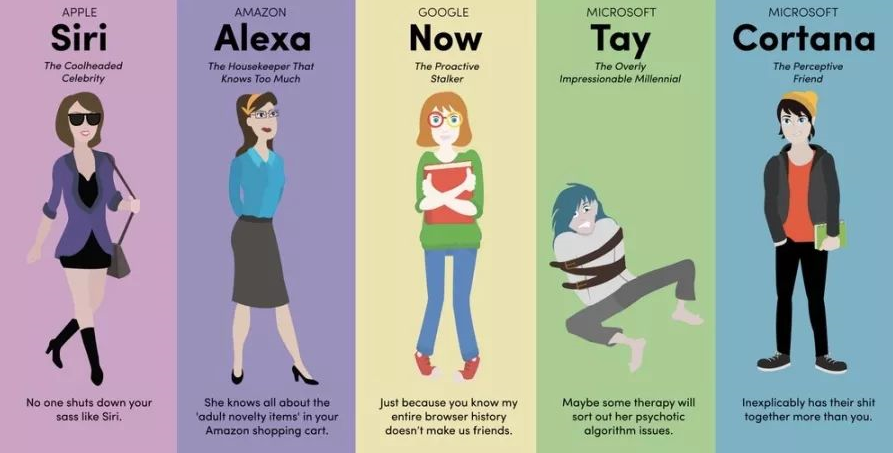 APPLE
Siri
The Coolheaded
Celebrity
No one shuts down your
sass like Siri.
AMAZON
Alexa
The Housekeeper That
Knows Too Much
She knows all about the
'adult novelty items' in your
Amazon shopping cart.
GOOGLE
Now
The Proactive
Stalker
Just because you know my
entire browser history
doesn't make us friends.
MICROSOFT
Tay
The Overly
Impressionable Millennial
Maybe some therapy will
sort out her psychotic
algorithm issues.
MICROSOFT
Cortana
The Perceptive
Friend
Inexplicably has their shit
together more than you.